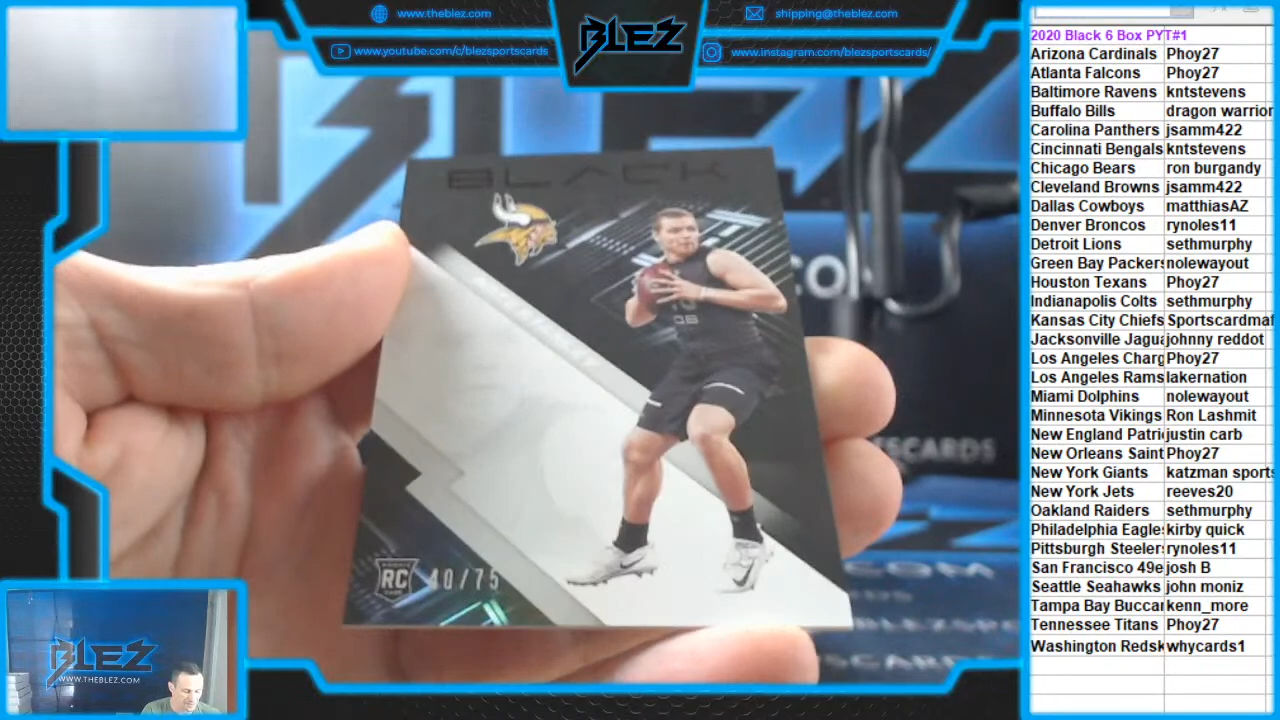 www.theblez.com
shipping@theblez.com
www.youtube.com/c/blezsportscards
www.instagram.com/blezsportscards/
BLEZ
2020 Black 6 Box PYT#1
Arizona Cardinals Phoy27
Atlanta Falcons Phoy27
Baltimore Ravens kntstevens
Buffalo Bills dragon warrior
Carolina Panthers jsamm422
Cincinnati Bengals kntstevens
Chicago Bears ron burgandy
Cleveland Browns jsamm422
Dallas Cowboys matthiasAZ
Denver Broncos rynoles11
Detroit Lions sethmurphy
Green Bay Packers nolewayout
Houston Texans Phoy27
Indianapolis Colts sethmurphy
Kansas City Chiefs Sportscardmaf
Jacksonville Jagua johnny reddot
Los Angeles Charg Phoy27
Los Angeles Rams lakernation
Miami Dolphins nolewayout
Minnesota Vikings Ron Lashmit
New England Patri justin carb
New Orleans Saint Phoy27
New York Giants katzman sports
New York Jets reeves20
Oakland Raiders sethmurphy
Philadelphia Eagles kirby quick
Pittsburgh Steelers rynoles11
San Francisco 49e josh B
Seattle Seahawks john moniz
Tampa Bay Buccar kenn_more
Tennessee Titans Phoy27
Washington Redsk whycards1
BLACK
QB
RC
40/75
BLEZ
WWW.THEBLEZ.COM